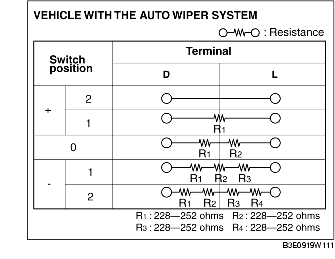 VEHICLE WITH THE AUTO WIPER SYSTEM
: Resistance
Switch position
Terminal
D
L
+
2
1
R1
0
R1 R2
-
1
R1 R2 R3
2
R1 R2 R3 R4
R1 : 228—252 ohms R2 : 228—252 ohms
R3 : 228—252 ohms R4 : 228—252 ohms
B3E0919W111